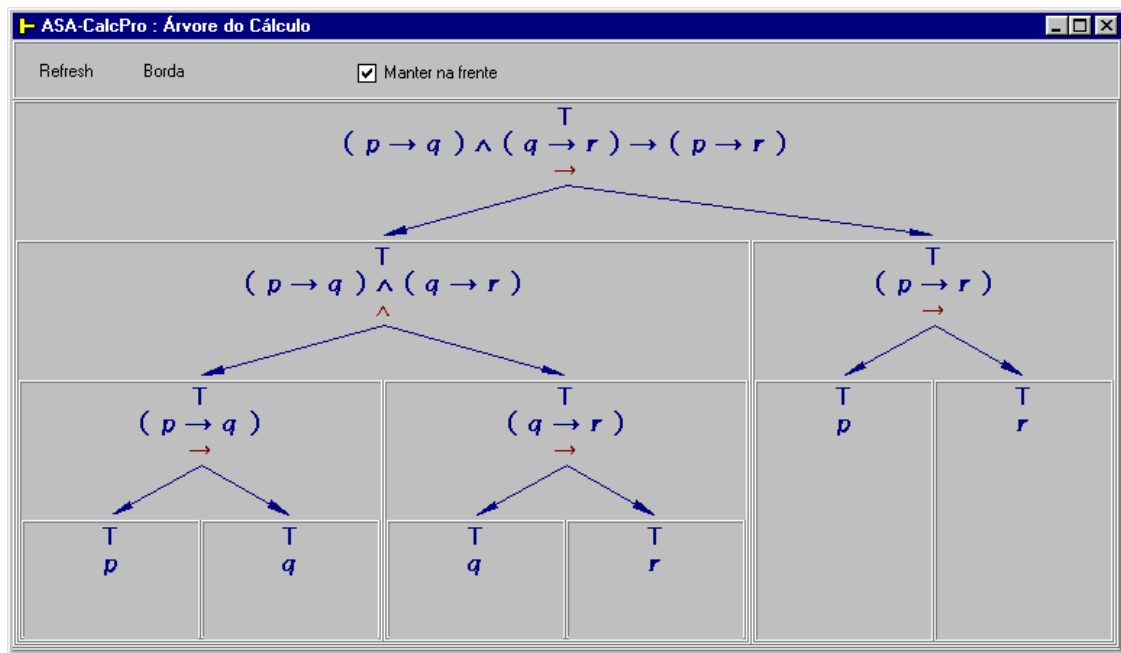 ASA-CalcPro : Árvore do Cálculo
Refresh Borda Manter na frente
T
( p → q ) ∧ ( q → r ) → ( p → r )
→
T T
( p → q ) ∧ ( q → r ) ( p → r )
∧ →
T T T T
( p → q ) ( q → r ) p r
→ →
T T T T
p q q r